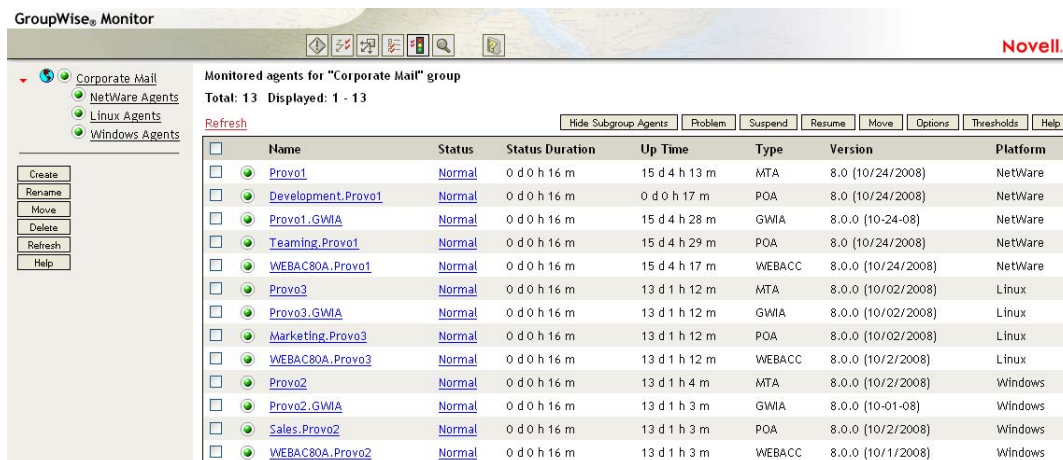 GroupWise® Monitor
Novell.
Corporate Mail
NetWare Agents
Linux Agents
Windows Agents
Create
Rename
Move
Delete
Refresh
Help
Monitored agents for "Corporate Mail" group
Total: 13 Displayed: 1 - 13
Refresh Hide Subgroup Agents Problem Suspend Resume Move Options Thresholds Help
Name Status Status Duration Up Time Type Version Platform
Provo1 Normal 0 d 0 h 16 m 15 d 4 h 13 m MTA 8.0 (10/24/2008) NetWare
Development.Provo1 Normal 0 d 0 h 16 m 0 d 0 h 17 m POA 8.0 (10/24/2008) NetWare
Provo1.GWIA Normal 0 d 0 h 16 m 15 d 4 h 28 m GWIA 8.0.0 (10-24-08) NetWare
Teaming.Provo1 Normal 0 d 0 h 16 m 15 d 4 h 29 m POA 8.0 (10/24/2008) NetWare
WEBAC80A.Provo1 Normal 0 d 0 h 16 m 15 d 4 h 17 m WEBACC 8.0.0 (10/24/2008) NetWare
Provo3 Normal 0 d 0 h 16 m 13 d 1 h 12 m MTA 8.0.0 (10/02/2008) Linux
Provo3.GWIA Normal 0 d 0 h 16 m 13 d 1 h 12 m GWIA 8.0.0 (10/02/2008) Linux
Marketing.Provo3 Normal 0 d 0 h 16 m 13 d 1 h 12 m POA 8.0.0 (10/02/2008) Linux
WEBAC80A.Provo3 Normal 0 d 0 h 16 m 13 d 1 h 12 m WEBACC 8.0.0 (10/2/2008) Linux
Provo2 Normal 0 d 0 h 16 m 13 d 1 h 4 m MTA 8.0.0 (10/2/2008) Windows
Provo2.GWIA Normal 0 d 0 h 16 m 13 d 1 h 3 m GWIA 8.0.0 (10-01-08) Windows
Sales.Provo2 Normal 0 d 0 h 16 m 13 d 1 h 3 m POA 8.0.0 (10/2/2008) Windows
WEBAC80A.Provo2 Normal 0 d 0 h 16 m 13 d 1 h 3 m WEBACC 8.0.0 (10/1/2008) Windows